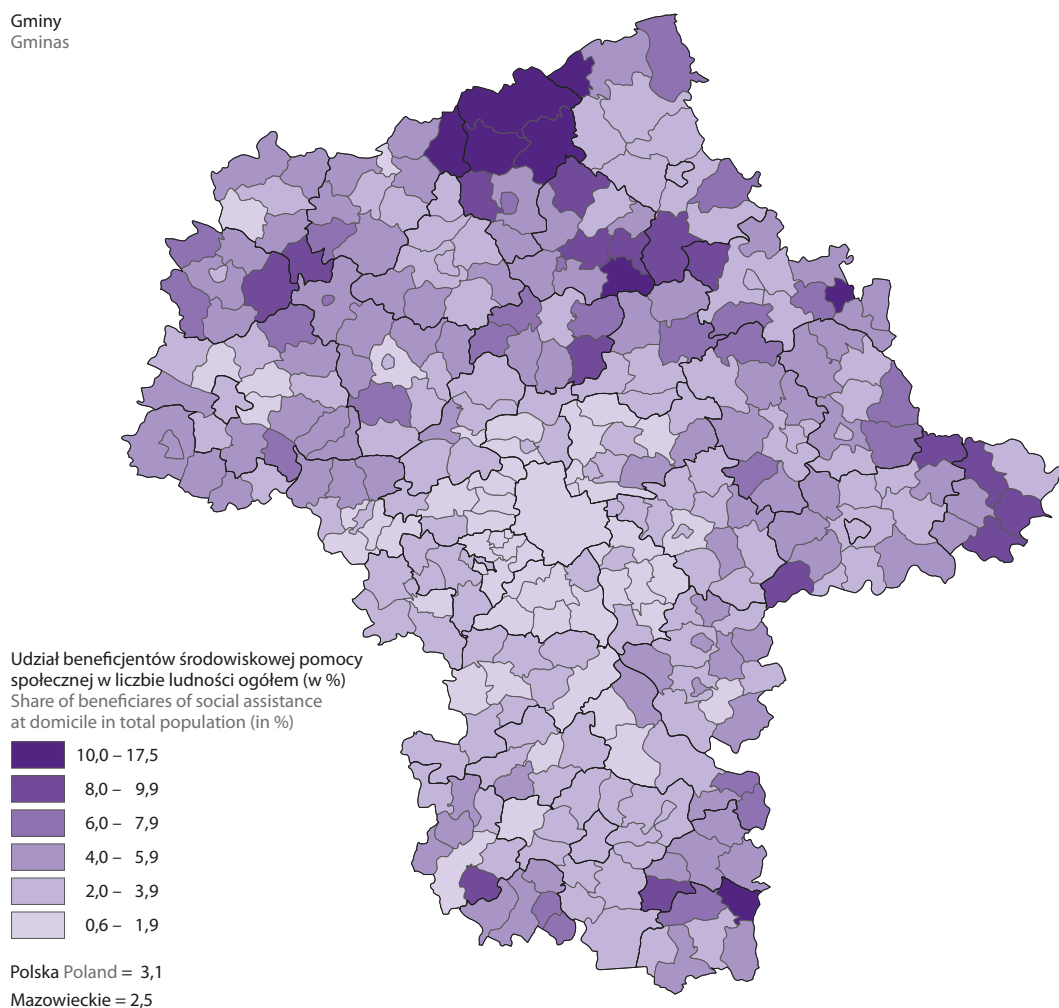 Gminy
Gminas
Udział beneficjentów środowiskowej pomocy
społecznej w liczbie ludności ogółem (w %)
Share of beneficiares of social assistance
at domicile in total population (in %)
10,0 – 17,5
8,0 – 9,9
6,0 – 7,9
4,0 – 5,9
2,0 – 3,9
0,6 – 1,9
Polska Poland = 3,1
Mazowieckie = 2,5